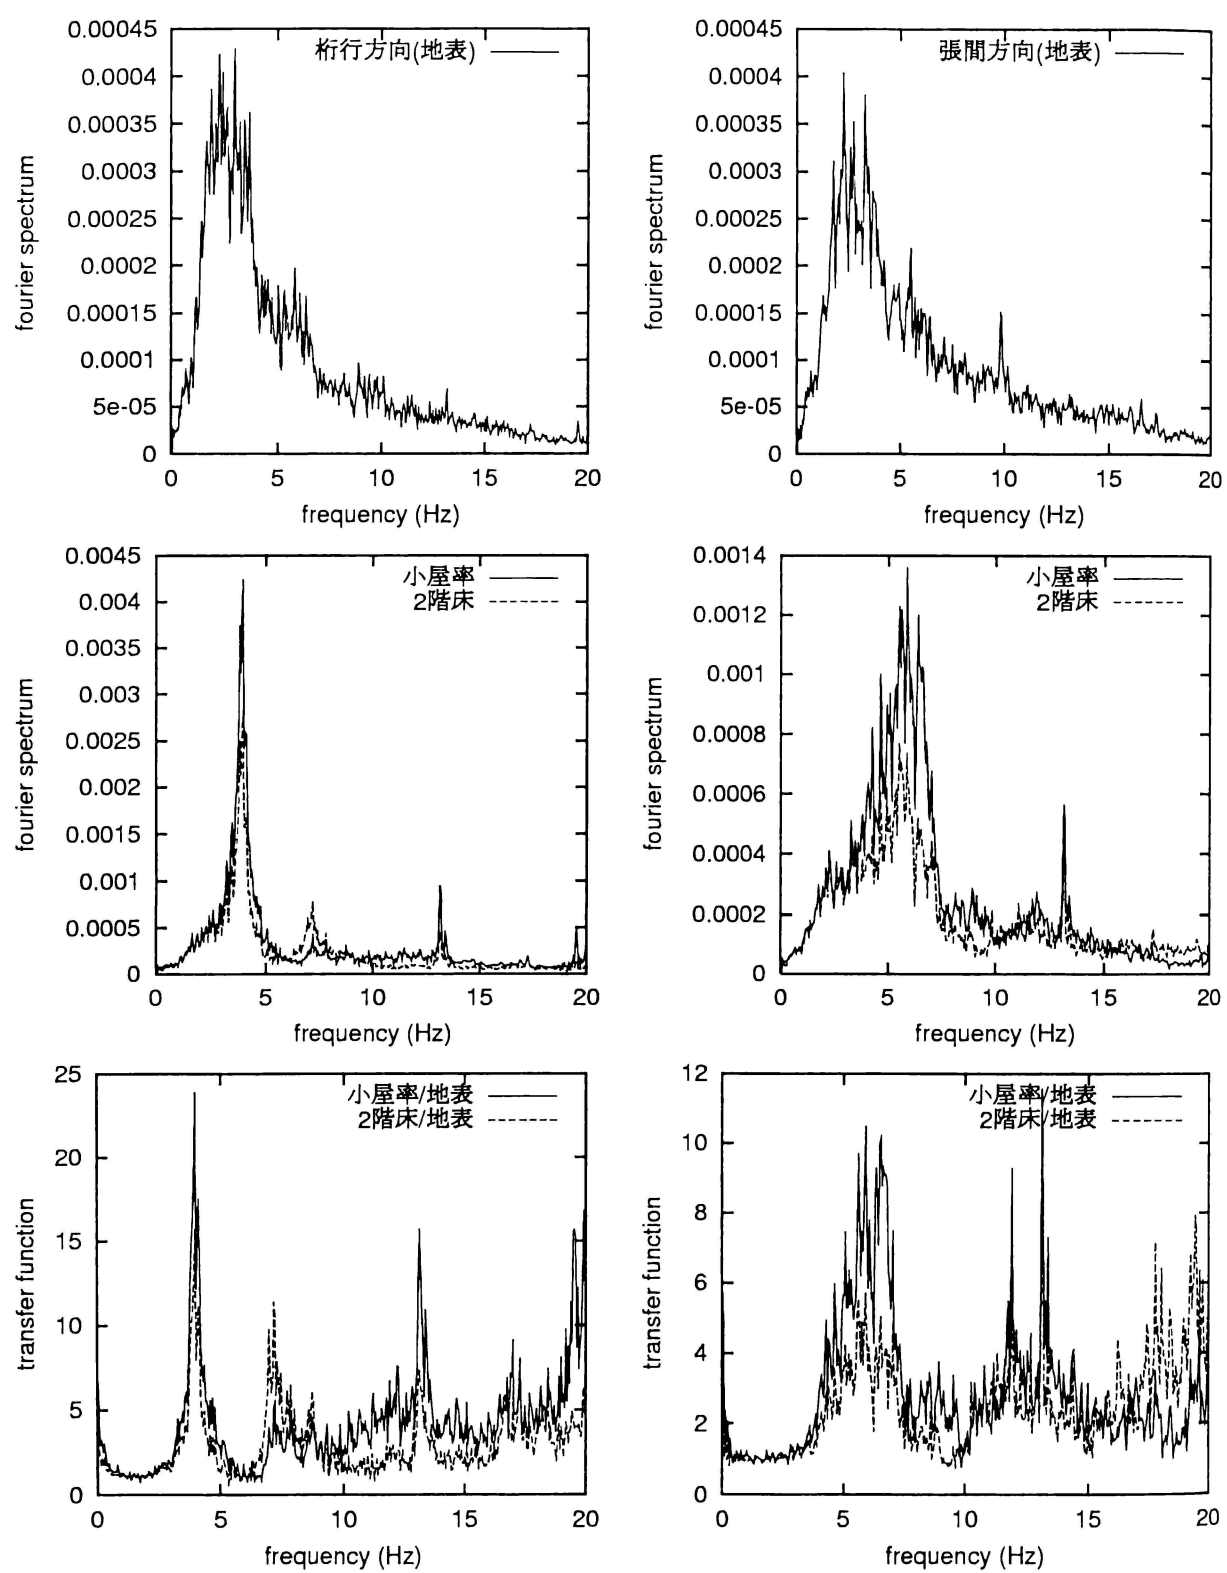 桁行方向(地表)
fourier spectrum
0.00045
0.0004
0.00035
0.0003
0.00025
0.0002
0.00015
0.0001
5e-05
0
0 5 10 15 20
frequency (Hz)
張間方向(地表)
fourier spectrum
0.00045
0.0004
0.00035
0.0003
0.00025
0.0002
0.00015
0.0001
5e-05
0
0 5 10 15 20
frequency (Hz)
小屋率
2階床
fourier spectrum
0.0045
0.004
0.0035
0.003
0.0025
0.002
0.0015
0.001
0.0005
0
0 5 10 15 20
frequency (Hz)
小屋率
2階床
fourier spectrum
0.0014
0.0012
0.001
0.0008
0.0006
0.0004
0.0002
0
0 5 10 15 20
frequency (Hz)
小屋率/地表
2階床/地表
transfer function
25
20
15
10
5
0
0 5 10 15 20
frequency (Hz)
小屋率/地表
2階床/地表
transfer function
12
10
8
6
4
2
0
0 5 10 15 20
frequency (Hz)